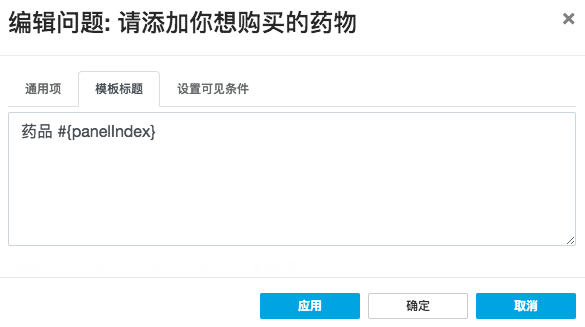 编辑问题: 请添加你想购买的药物
×
通用项
模板标题
设置可见条件
药品 #{panelIndex}
应用
确定
取消